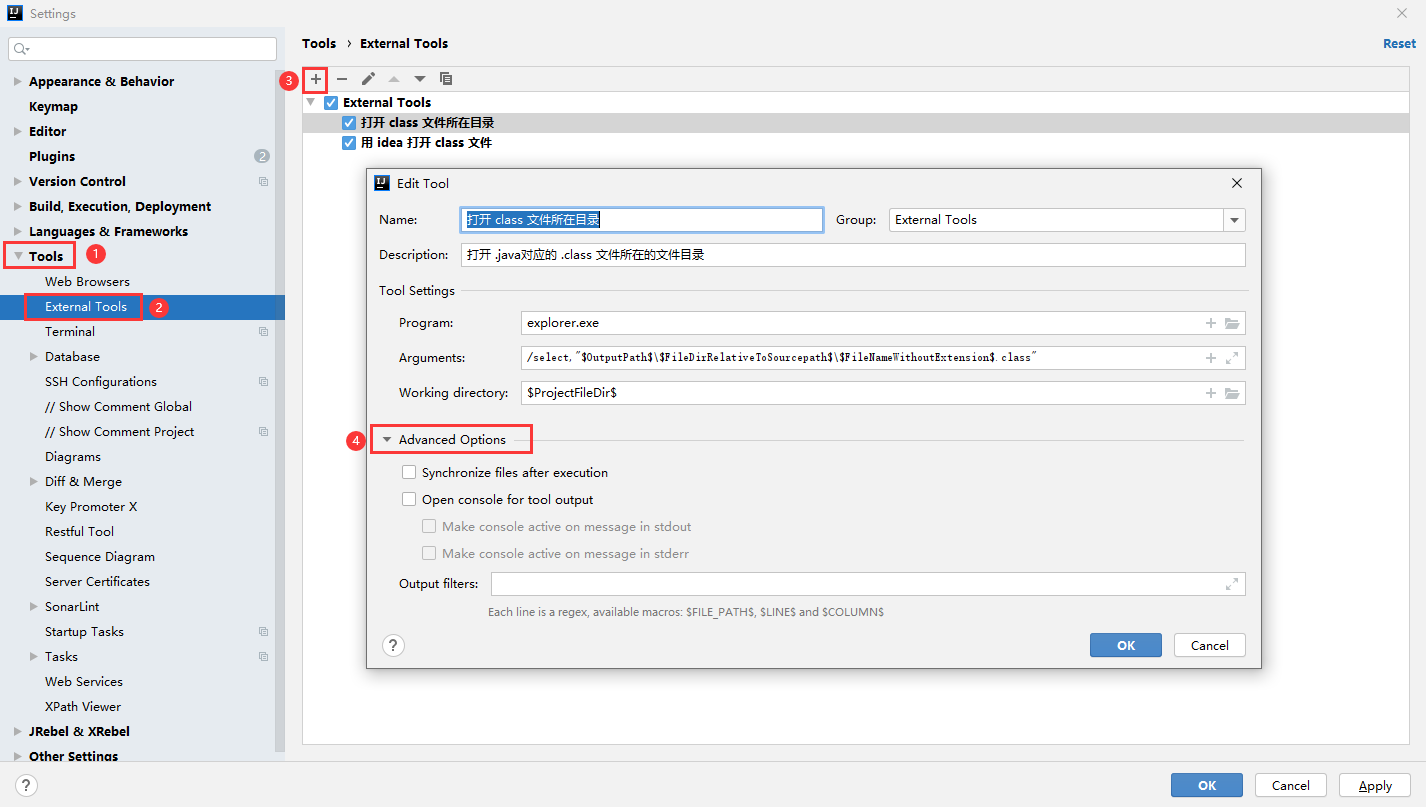 Settings
Tools › External Tools
Reset
Appearance & Behavior
Keymap
Editor
Plugins 2
Version Control
Build, Execution, Deployment
Languages & Frameworks
Tools 1
Web Browsers
External Tools 2
Terminal
Database
SSH Configurations
// Show Comment Global
// Show Comment Project
Diagrams
Diff & Merge
Key Promoter X
Restful Tool
Sequence Diagram
Server Certificates
SonarLint
Startup Tasks
Tasks
Web Services
XPath Viewer
JRebel & XRebel
Other Settings
3
External Tools
打开 class 文件所在目录
用 idea 打开 class 文件
Edit Tool
Name: 打开 class 文件所在目录 Group: External Tools
Description: 打开 .java对应的 .class 文件所在的文件目录
Tool Settings
Program: explorer.exe
Arguments: /select,"$OutputPath$\$FileDirRelativeToSourcepath$\$FileNameWithoutExtension$.class"
Working directory: $ProjectFileDir$
4 Advanced Options
Synchronize files after execution
Open console for tool output
Make console active on message in stdout
Make console active on message in stderr
Output filters:
Each line is a regex, available macros: $FILE_PATH$, $LINE$ and $COLUMN$
? OK Cancel
? OK Cancel Apply